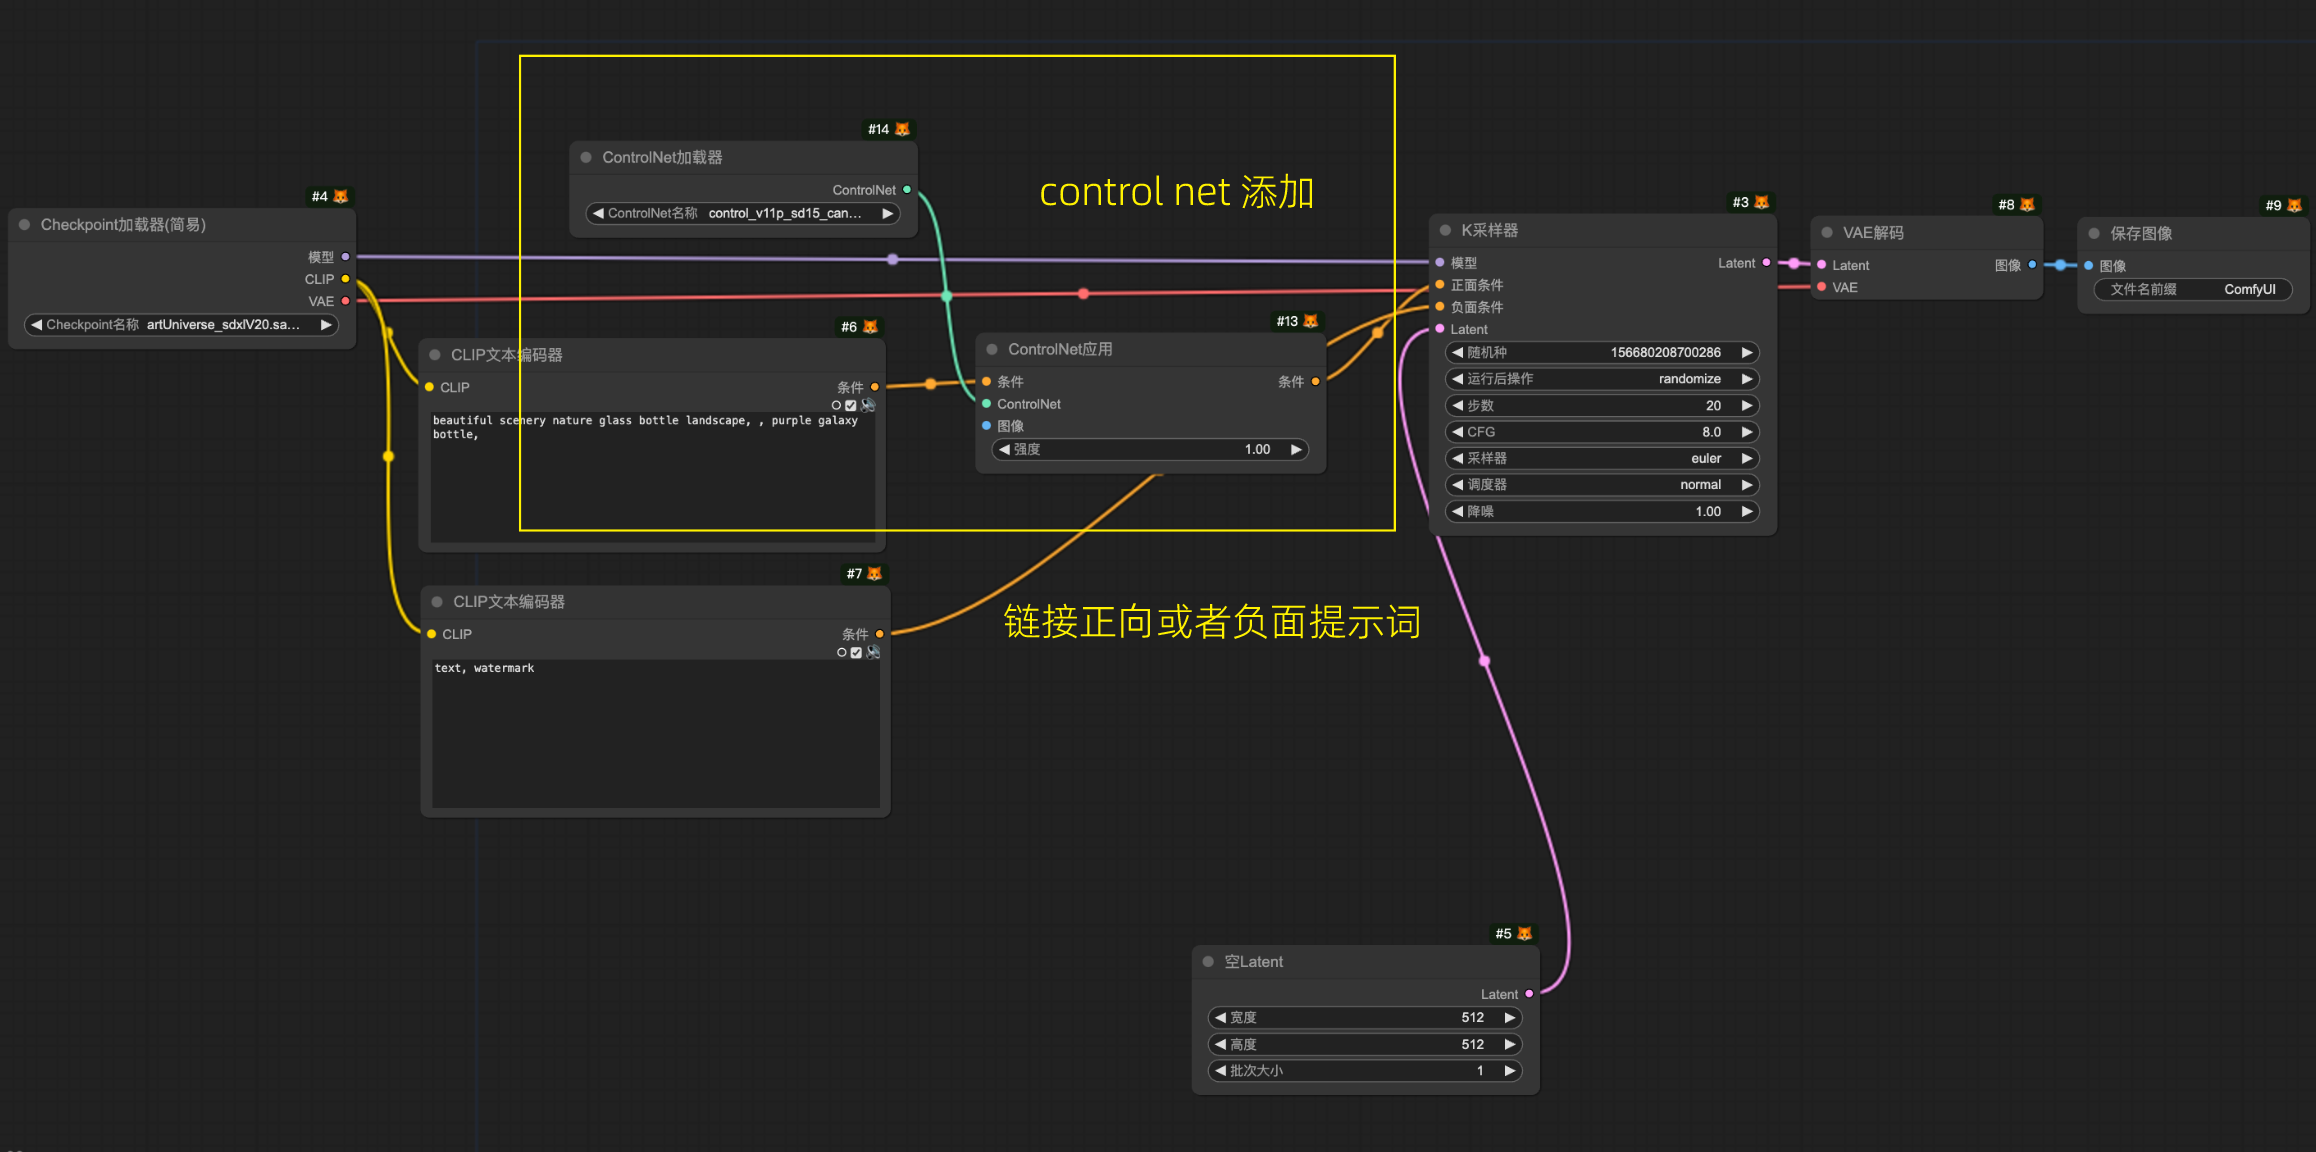 #4
Checkpoint加载器(简易)
模型
CLIP
VAE
Checkpoint名称 artUniverse_sdxlV20.sa...
#14
ControlNet加载器
ControlNet
ControlNet名称 control_v11p_sd15_can...
control net 添加
#6
CLIP文本编码器
CLIP 条件
beautiful scenery nature glass bottle landscape, , purple galaxy
bottle,
#13
ControlNet应用
条件 条件
ControlNet
图像
强度 1.00
#7
CLIP文本编码器
CLIP 条件
text, watermark
链接正向或者负面提示词
#3
K采样器
模型 Latent
正面条件
负面条件
Latent
随机种 156680208700286
运行后操作 randomize
步数 20
CFG 8.0
采样器 euler
调度器 normal
降噪 1.00
#8
VAE解码
Latent 图像
VAE
#9
保存图像
图像
文件名前缀 ComfyUI
#5
空Latent
Latent
宽度 512
高度 512
批次大小 1